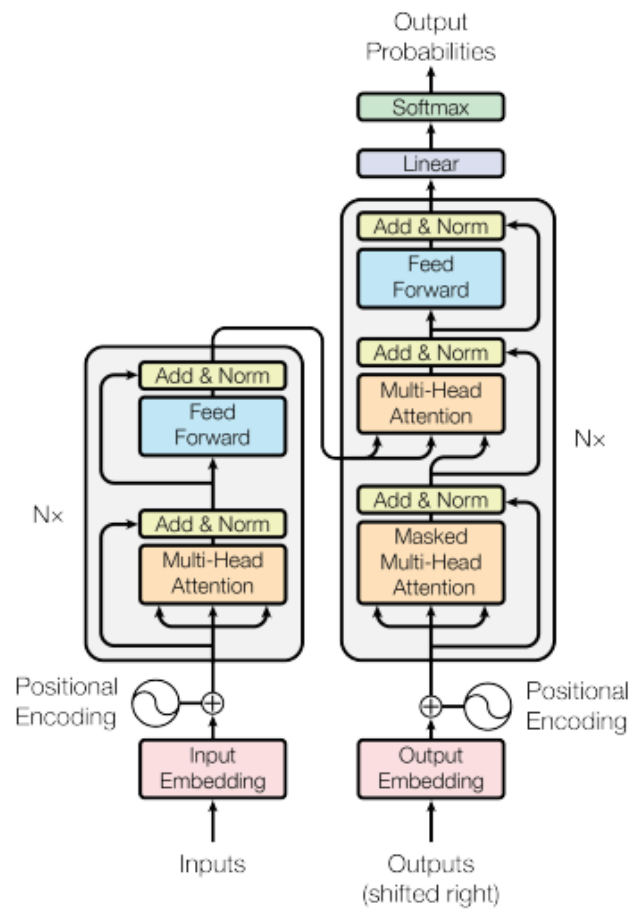 Output
Probabilities
Softmax
Linear
Add & Norm
Feed
Forward
Add & Norm
Multi-Head
Attention
Nx
Add & Norm
Masked
Multi-Head
Attention
Positional
Encoding
Output
Embedding
Outputs
(shifted right)
Add & Norm
Feed
Forward
Nx
Add & Norm
Multi-Head
Attention
Positional
Encoding
Input
Embedding
Inputs